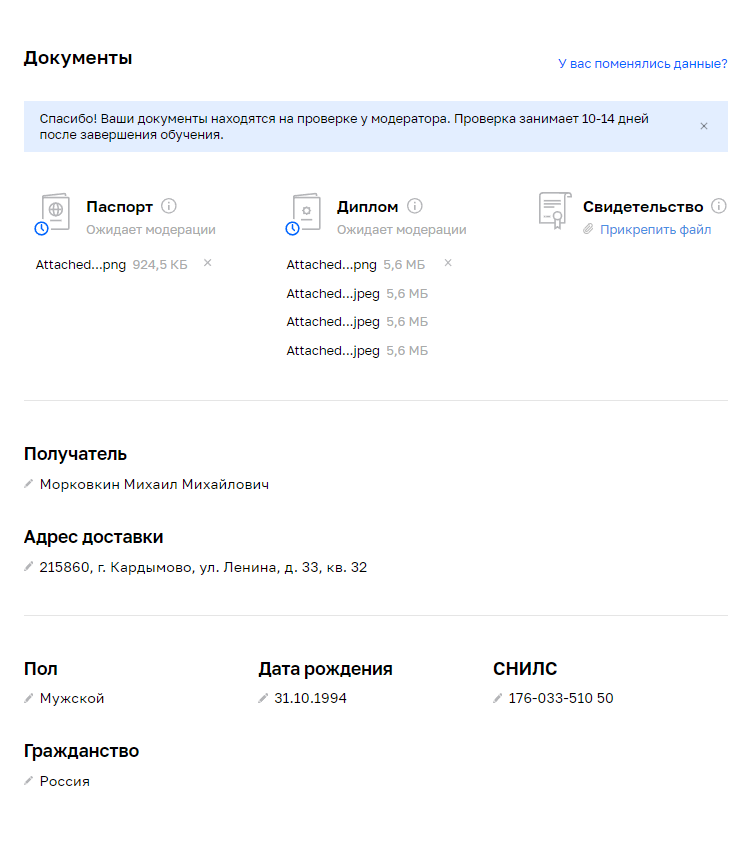 Документы
У вас поменялись данные?
Спасибо! Ваши документы находятся на проверке у модератора. Проверка занимает 10-14 дней
после завершения обучения.
Паспорт
Ожидает модерации
Attached...png 924,5 КБ
Диплом
Ожидает модерации
Attached...png 5,6 МБ
Attached...jpeg 5,6 МБ
Attached...jpeg 5,6 МБ
Attached...jpeg 5,6 МБ
Свидетельство
Прикрепить файл
Получатель
Морковкин Михаил Михайлович
Адрес доставки
215860, г. Кардымово, ул. Ленина, д. 33, кв. 32
Пол
Мужской
Дата рождения
31.10.1994
СНИЛС
176-033-510 50
Гражданство
Россия